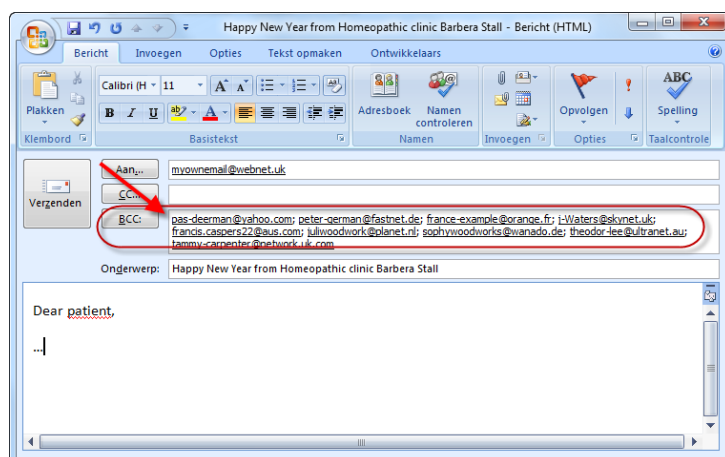 Happy New Year from Homeopathic clinic Barbera Stall - Bericht (HTML)
Bericht Invoegen Opties Tekst opmaken Ontwikkelaars
Calibri (H 11 A A
Plakken B I U A Adresboek Namen controleren Opvolgen ABC Spelling
Klembord Basistekst Namen Invoegen Opties Taalcontrole
Aan... myownemail@webnet.uk
Verzenden CC...
BCC: pas-deerman@yahoo.com; peter-german@fastnet.de; france-example@orange.fr; i-Waters@skynet.uk;
francis.caspers22@aus.com; juliwoodwork@planet.nl; sophywoodworks@wanado.de; theodor-lee@ultranet.au;
tammy-carpenter@network.uk.com
Onderwerp: Happy New Year from Homeopathic clinic Barbera Stall
Dear patient,
...